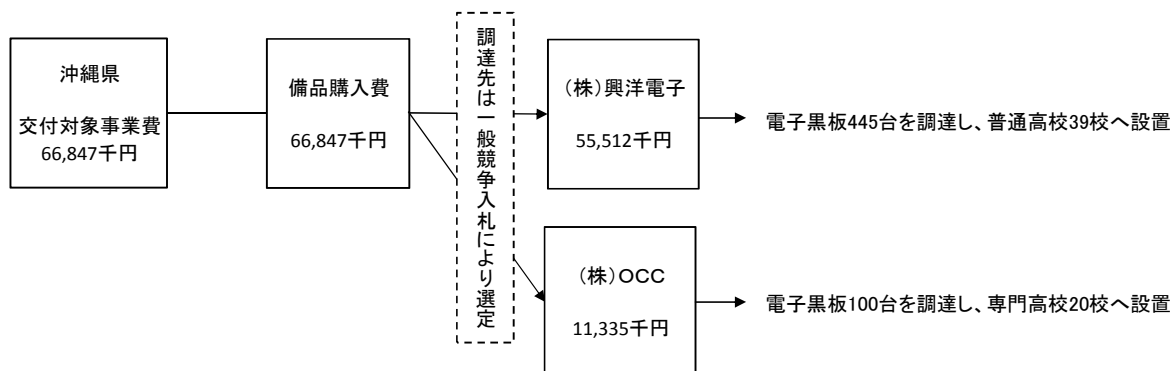 沖縄県
交付対象事業費
66,847千円
備品購入費
66,847千円
調達先は一般競争入札により選定
(株)興洋電子
55,512千円
電子黒板445台を調達し、普通高校39校へ設置
(株)OCC
11,335千円
電子黒板100台を調達し、専門高校20校へ設置